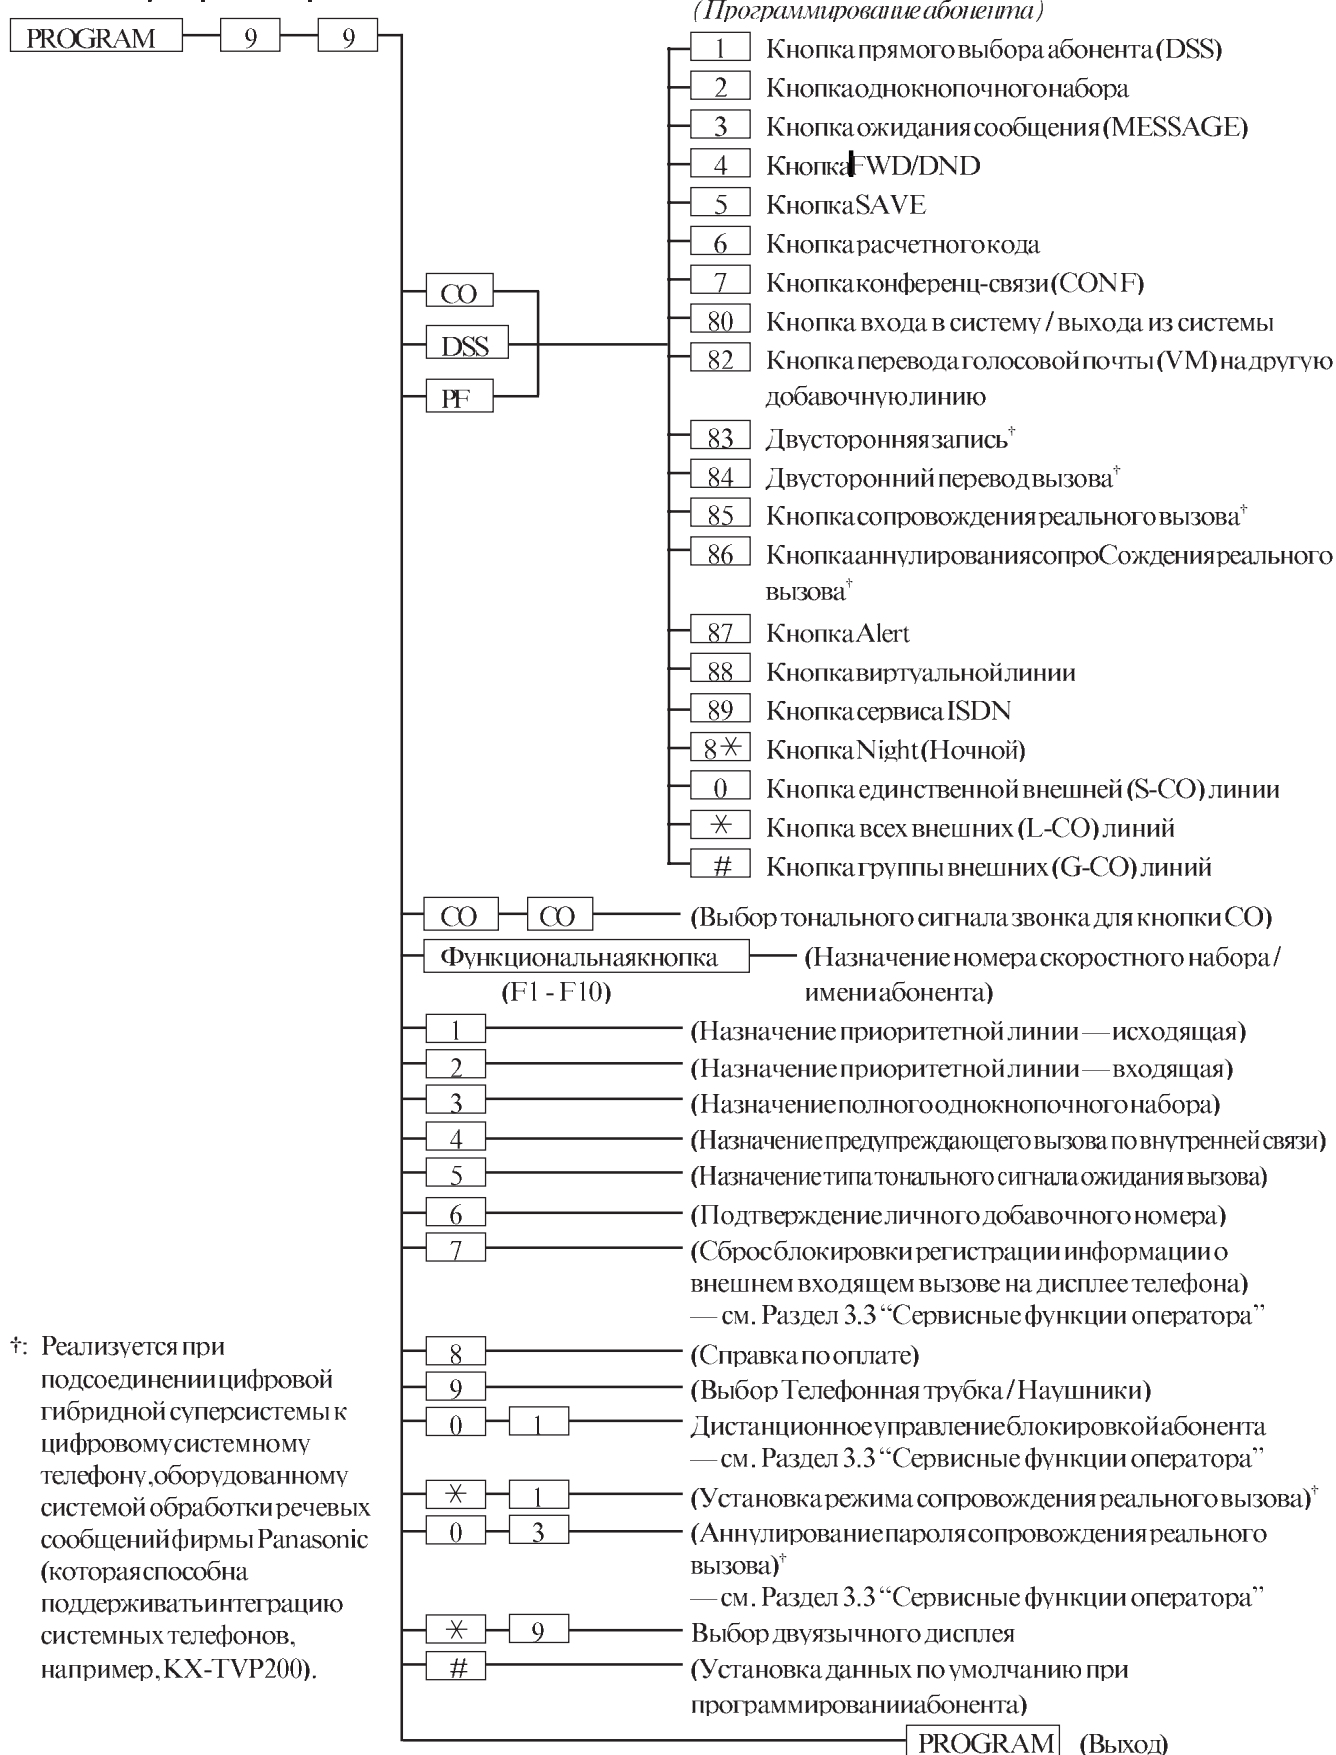 (Программирование абонента)
PROGRAM 9 9
1 Кнопка прямого выбора абонента (DSS)
2 Кнопка однокнопочного набора
3 Кнопка ожидания сообщения (MESSAGE)
4 Кнопка FWD/DND
5 Кнопка SAVE
6 Кнопка расчетного кода
7 Кнопка конференц-связи (CONF)
CO
80 Кнопка входа в систему / выхода из системы
DSS
82 Кнопка перевода голосовой почты (VM) на другую
добавочную линию
PF
83 Двусторонняя запись†
84 Двусторонний перевод вызова†
85 Кнопка сопровождения реального вызова†
86 Кнопка аннулирования сопроСождения реального
вызова†
87 Кнопка Alert
88 Кнопка виртуальной линии
89 Кнопка сервиса ISDN
8* Кнопка Night (Ночной)
0 Кнопка единственной внешней (S-CO) линии
* Кнопка всех внешних (L-CO) линий
# Кнопка группы внешних (G-CO) линий
CO CO (Выбор тонального сигнала звонка для кнопки CO)
Функциональная кнопка (Назначение номера скоростного набора /
(F1 - F10) имени абонента)
1 (Назначение приоритетной линии — исходящая)
2 (Назначение приоритетной линии — входящая)
3 (Назначение полного однокнопочного набора)
4 (Назначение предупреждающего вызова по внутренней связи)
5 (Назначение типа тонального сигнала ожидания вызова)
6 (Подтверждение личного добавочного номера)
7 (Сброс блокировки регистрации информации о
внешнем входящем вызове на дисплее телефона)
— см. Раздел 3.3 “Сервисные функции оператора”
8 (Справка по оплате)
9 (Выбор Телефонная трубка / Наушники)
0 1 Дистанционное управление блокировкой абонента
— см. Раздел 3.3 “Сервисные функции оператора”
* 1 (Установка режима сопровождения реального вызова)†
0 3 (Аннулирование пароля сопровождения реального
вызова)†
— см. Раздел 3.3 “Сервисные функции оператора”
* 9 Выбор двуязычного дисплея
# (Установка данных по умолчанию при
программировании абонента)
PROGRAM (Выход)
†: Реализуется при
подсоединении цифровой
гибридной суперсистемы к
цифровому системному
телефону, оборудованному
системой обработки речевых
сообщений фирмы Panasonic
(которая способна
поддерживать интеграцию
системных телефонов,
например, KX-TVP200).